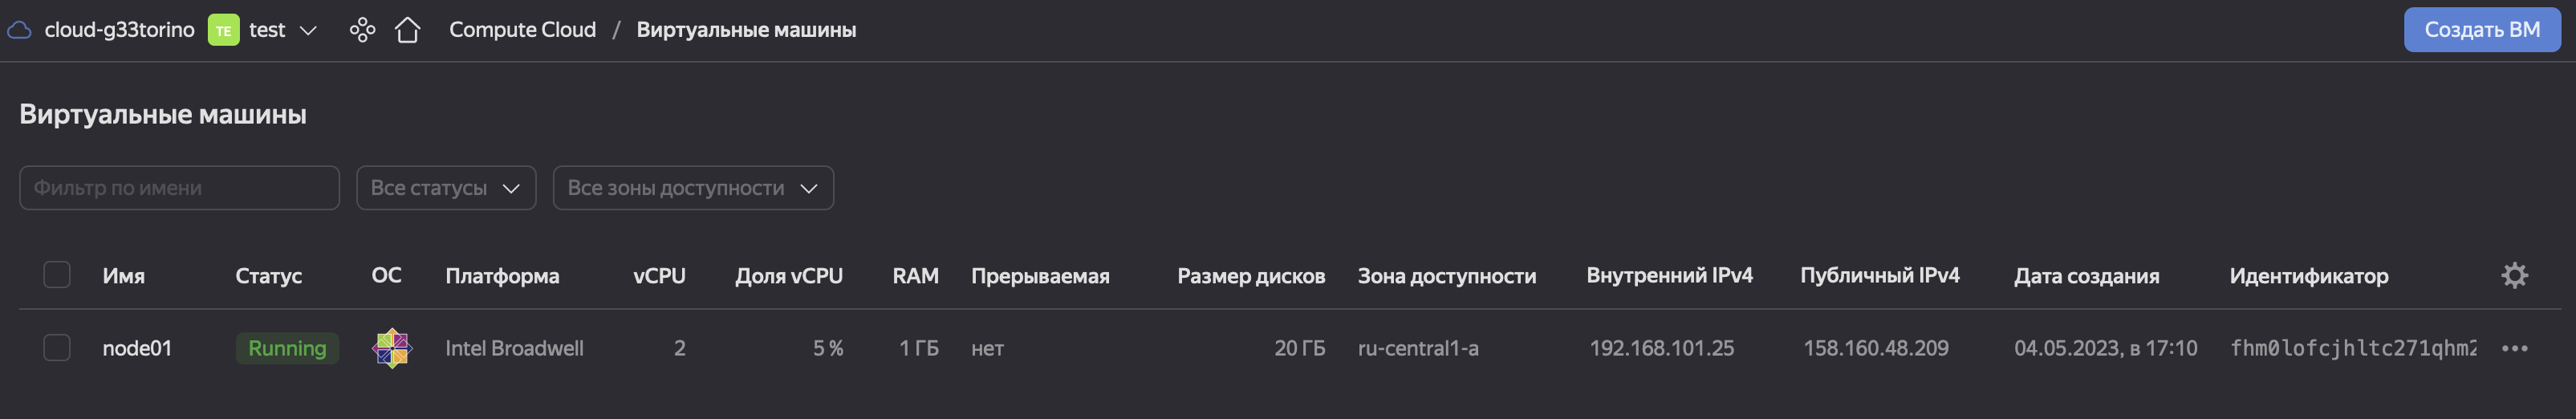 cloud-g33torino TE test Compute Cloud / Виртуальные машины Создать ВМ
Виртуальные машины
Фильтр по имени Все статусы Все зоны доступности
Имя Статус ОС Платформа vCPU Доля vCPU RAM Прерываемая Размер дисков Зона доступности Внутренний IPv4 Публичный IPv4 Дата создания Идентификатор
node01 Running Intel Broadwell 2 5 % 1 ГБ нет 20 ГБ ru-central1-a 192.168.101.25 158.160.48.209 04.05.2023, в 17:10 fhm0lofcjhltc271qhm2